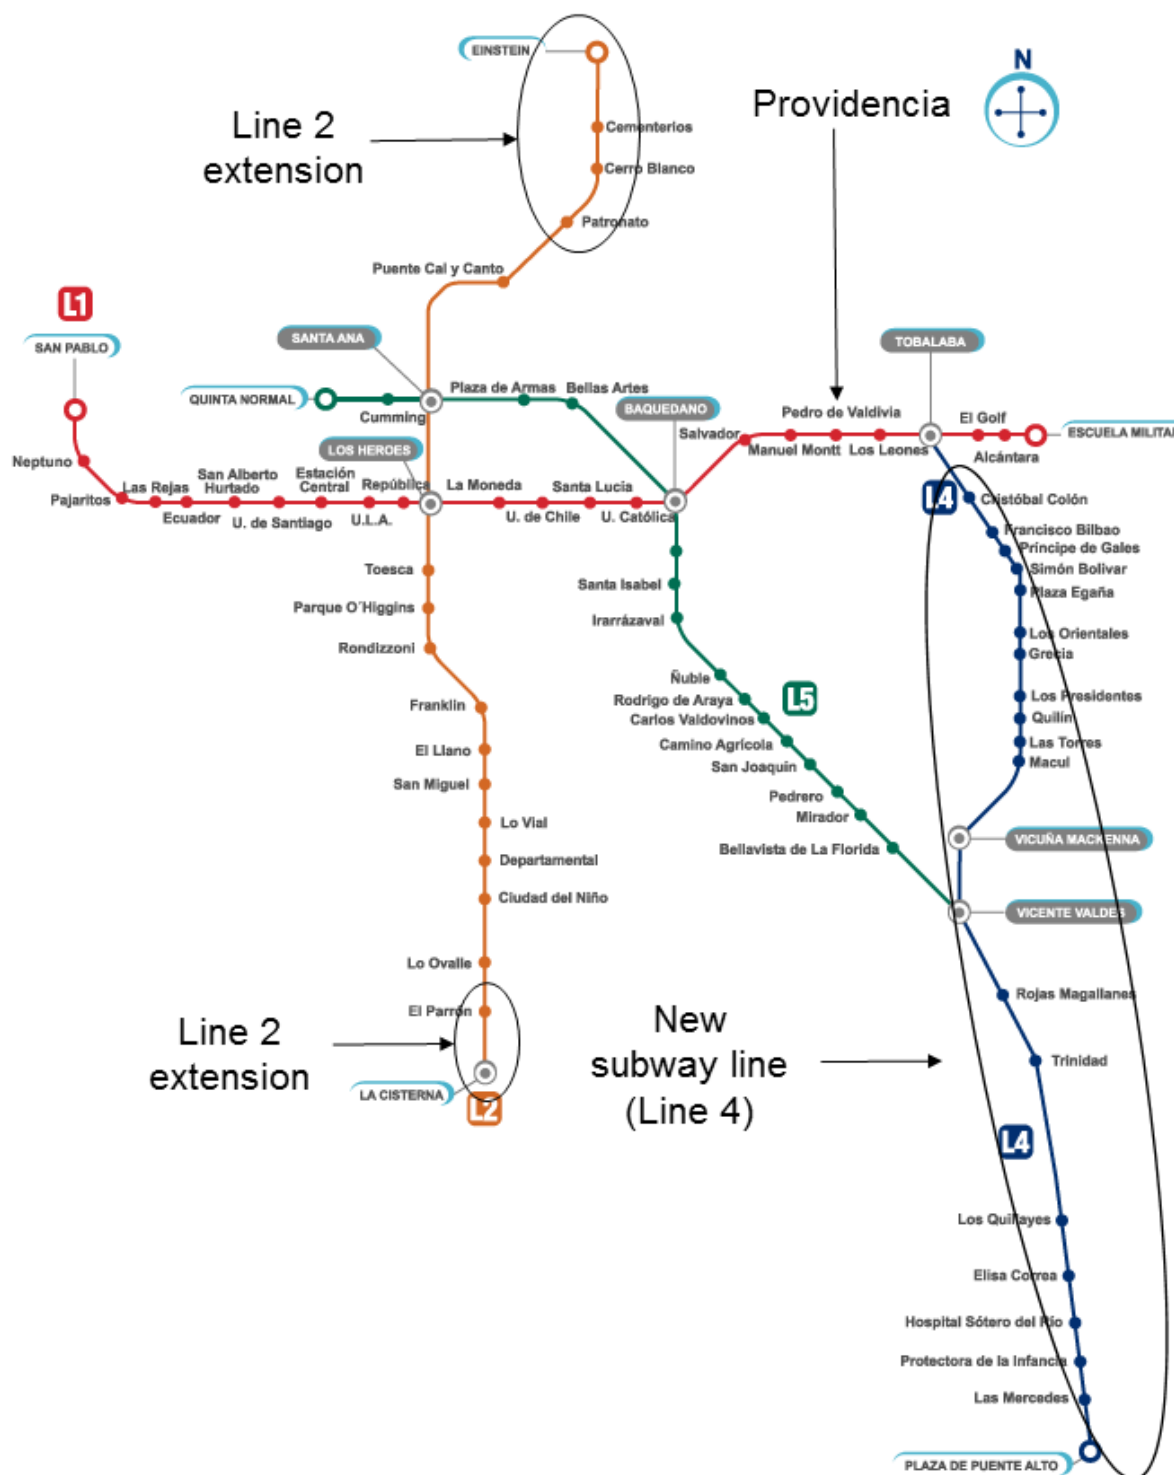 EINSTEIN
N
Line 2
extension
Providencia
Cementerios
Cerro Blanco
Patronato
Puente Cal y Canto
L1
SAN PABLO
SANTA ANA
TOBALABA
QUINTA NORMAL
Plaza de Armas
Bellas Artes
Cumming
BAQUEDANO
Pedro de Valdivia
El Golf
ESCUELA MILITAR
Salvador
Manuel Montt
Los Leones
Alcántara
LOS HEROES
Neptuno
Pajaritos
Las Rejas
Ecuador
San Alberto
Hurtado
U. de Santiago
Estación
Central
U.L.A.
República
La Moneda
U. de Chile
Santa Lucía
U. Católica
L4
Cristóbal Colón
Francisco Bilbao
Príncipe de Gales
Simón Bolivar
Plaza Egaña
Los Orientales
Grecia
Los Presidentes
Quilín
Las Torres
Macul
Toesca
Parque O´Higgins
Rondizzoni
Santa Isabel
Irarrázaval
Ñuble
Rodrigo de Araya
L5
Carlos Valdovinos
Camino Agrícola
San Joaquín
Pedrero
Mirador
Bellavista de La Florida
Franklin
El Llano
San Miguel
Lo Vial
Departamental
Ciudad del Niño
Lo Ovalle
El Parrón
VICUÑA MACKENNA
VICENTE VALDES
Rojas Magallanes
Trinidad
Line 2
extension
LA CISTERNA
L2
New
subway line
(Line 4)
L4
Los Quillayes
Elisa Correa
Hospital Sótero del Río
Protectora de la Infancia
Las Mercedes
PLAZA DE PUENTE ALTO